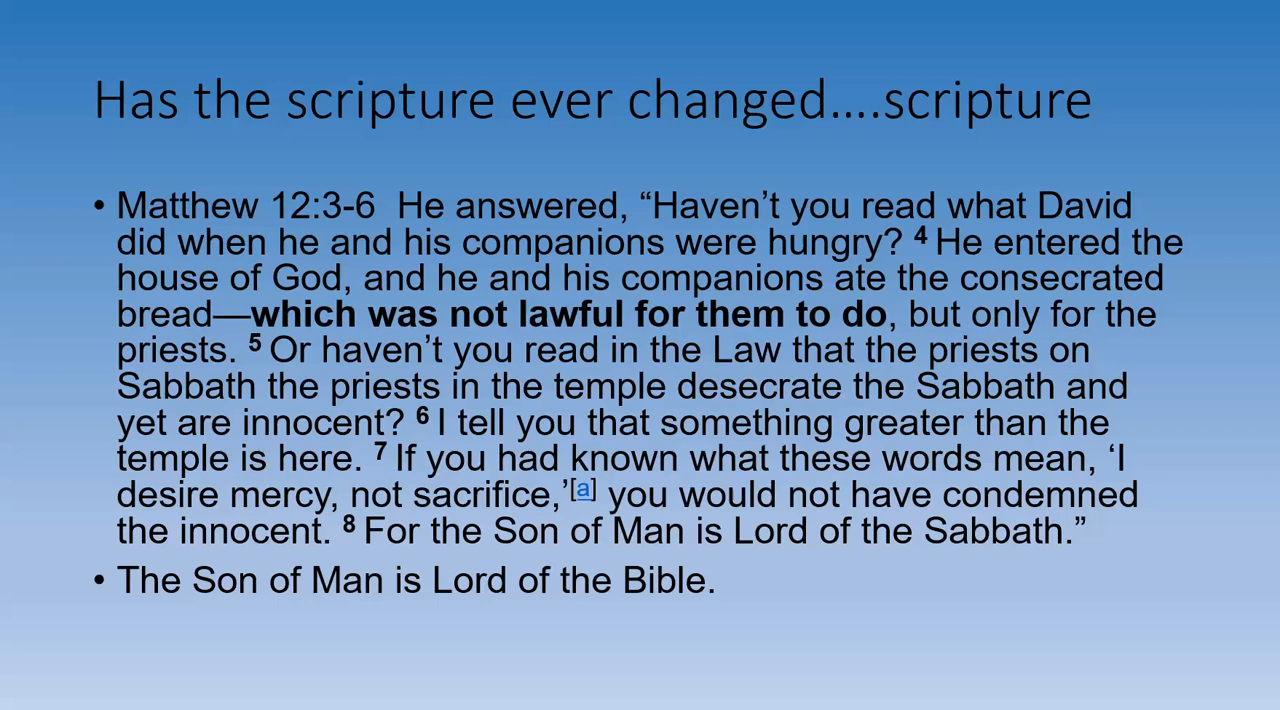 Has the scripture ever changed….scripture
• Matthew 12:3-6  He answered, “Haven’t you read what David
did when he and his companions were hungry? 4 He entered the
house of God, and he and his companions ate the consecrated
bread—which was not lawful for them to do, but only for the
priests. 5 Or haven’t you read in the Law that the priests on
Sabbath the priests in the temple desecrate the Sabbath and
yet are innocent? 6 I tell you that something greater than the
temple is here. 7 If you had known what these words mean, ‘I
desire mercy, not sacrifice,’[a] you would not have condemned
the innocent. 8 For the Son of Man is Lord of the Sabbath.”
• The Son of Man is Lord of the Bible.